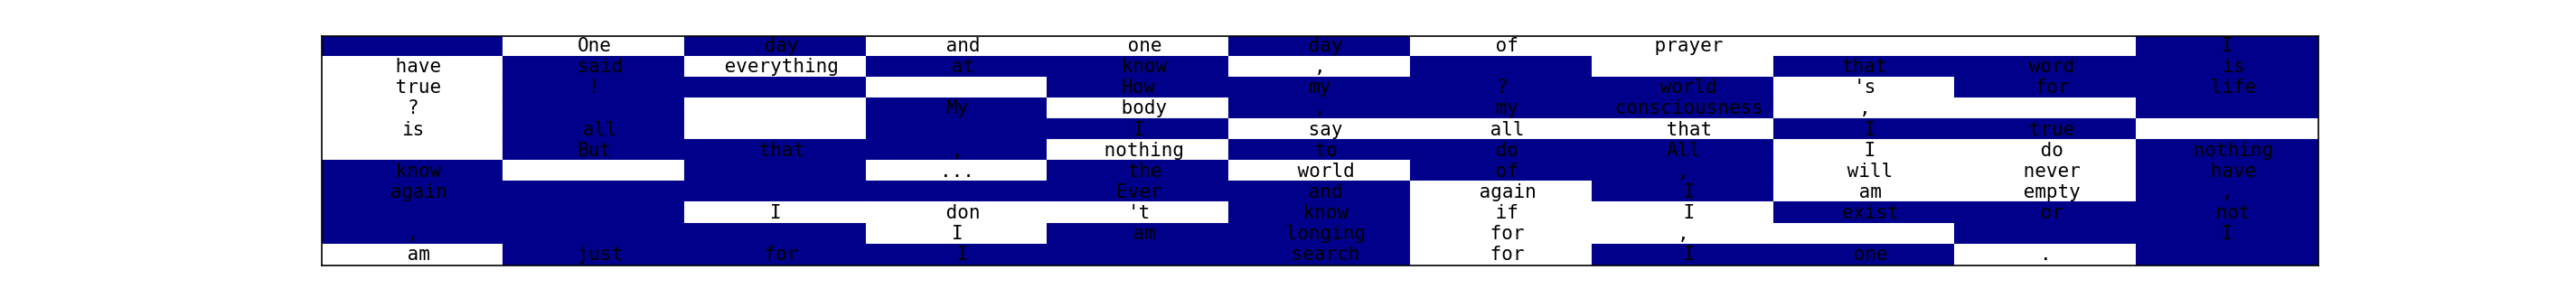 One day and one day of prayer I
have said everything at know , that word is
true ! How my ? world 's for life
? My body , my consciousness ,
is all I say all that I true
But that , nothing to do All I do nothing
know ... the world of , will never have
again Ever and again I am empty ,
I don 't know if I exist or not
, I am longing for , I
am just for I search for I one .